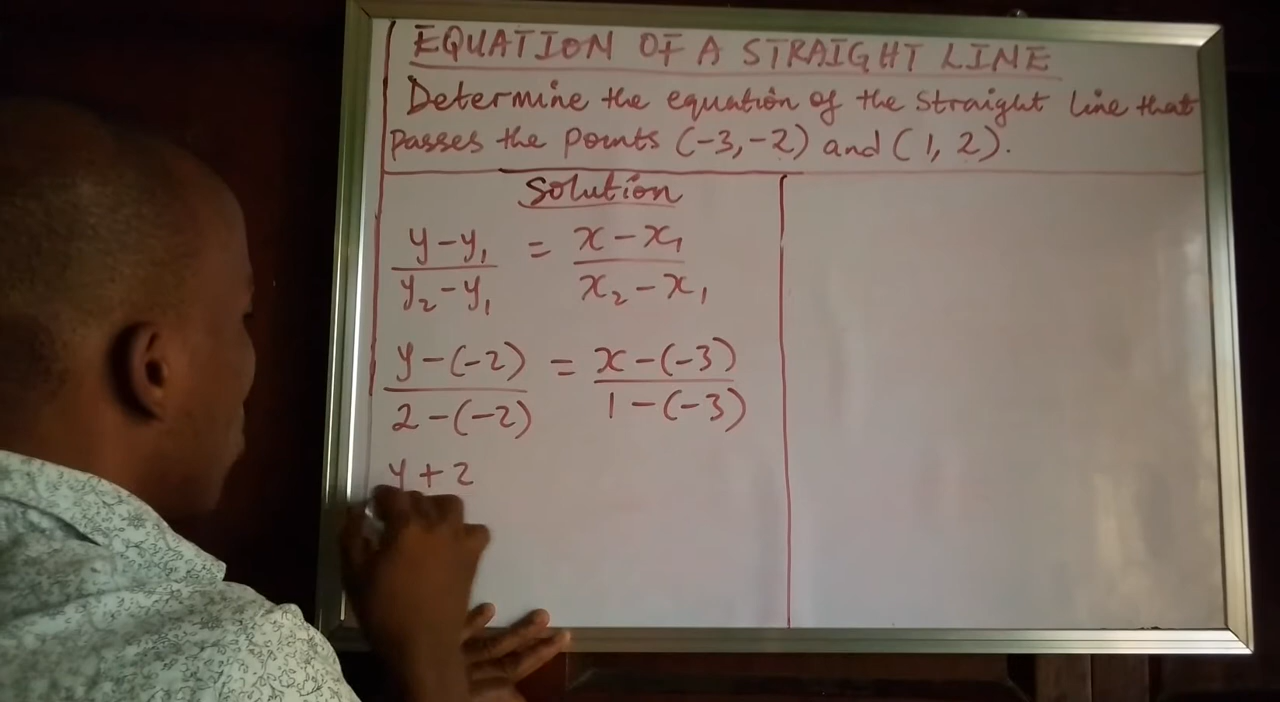 EQUATION OF A STRAIGHT LINE
Determine the equation of the straight line that
passes the points (-3,-2) and (1, 2).
Solution
y-y₁ / y₂-y₁ = x-x₁ / x₂-x₁
y-(-2) / 2-(-2) = x-(-3) / 1-(-3)
y+2